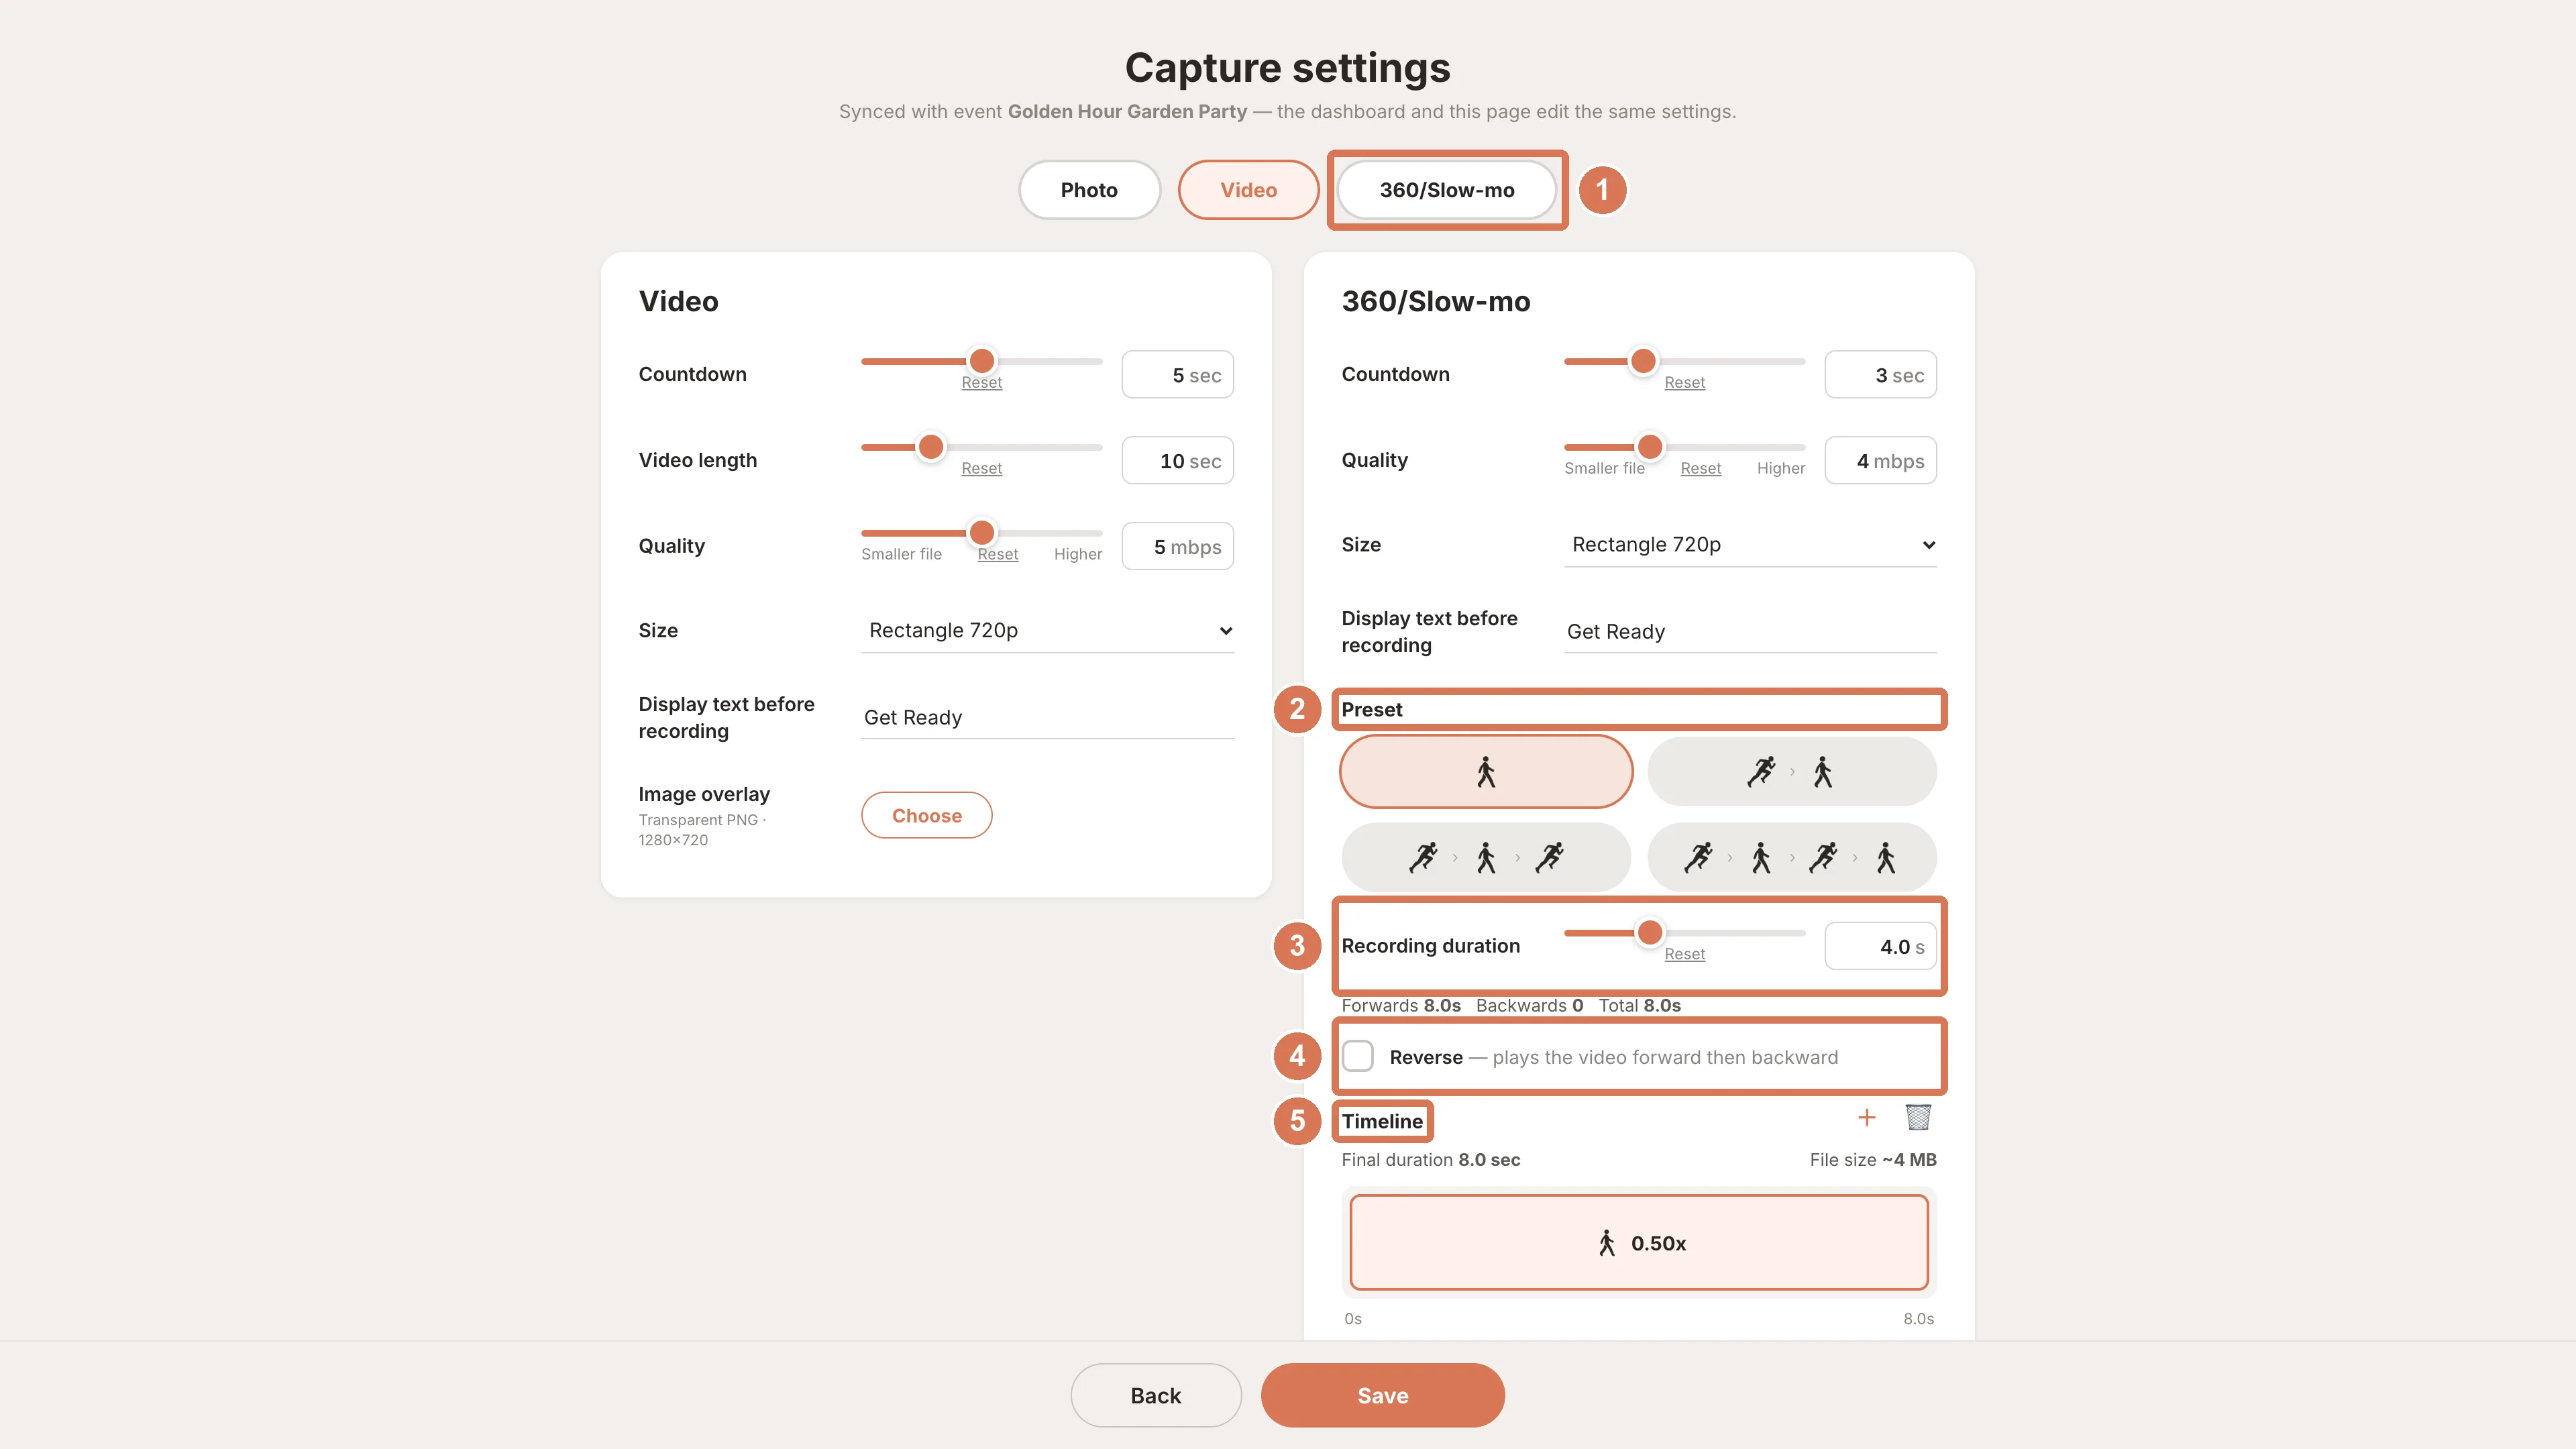 Capture settings
Synced with event Golden Hour Garden Party — the dashboard and this page edit the same settings.
Photo
Video
360/Slow-mo
1
Video
Countdown
Reset
5 sec
Video length
Reset
10 sec
Quality
Smaller file
Reset
Higher
5 mbps
Size
Rectangle 720p
Display text before
recording
Get Ready
Image overlay
Transparent PNG ·
1280×720
Choose
360/Slow-mo
Countdown
Reset
3 sec
Quality
Smaller file
Reset
Higher
4 mbps
Size
Rectangle 720p
Display text before
recording
Get Ready
2
Preset
3
Recording duration
Reset
4.0 s
Forwards 8.0s Backwards 0 Total 8.0s
4
Reverse — plays the video forward then backward
5
Timeline
+
Final duration 8.0 sec
File size ~4 MB
0.50x
0s
8.0s
Back
Save